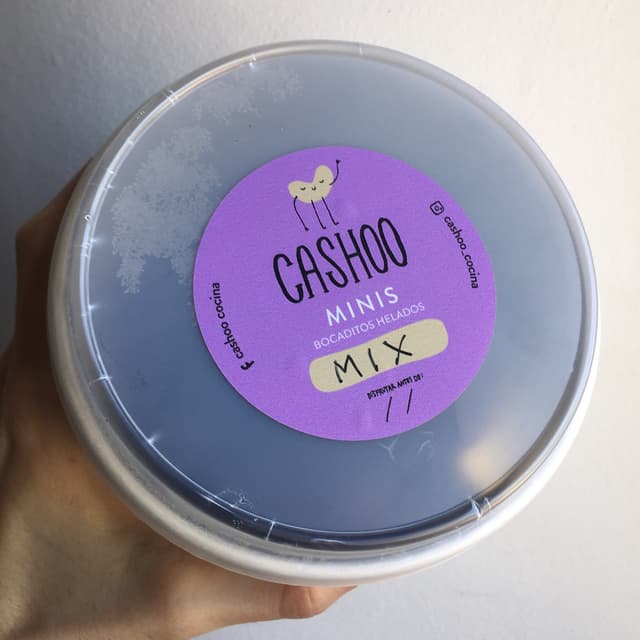 CASHOO
MINIS
BOCADITOS HELADOS
MIX
DISFRUTAR ANTES DE:
/ /
cashoo cocina
cashoo_cocina